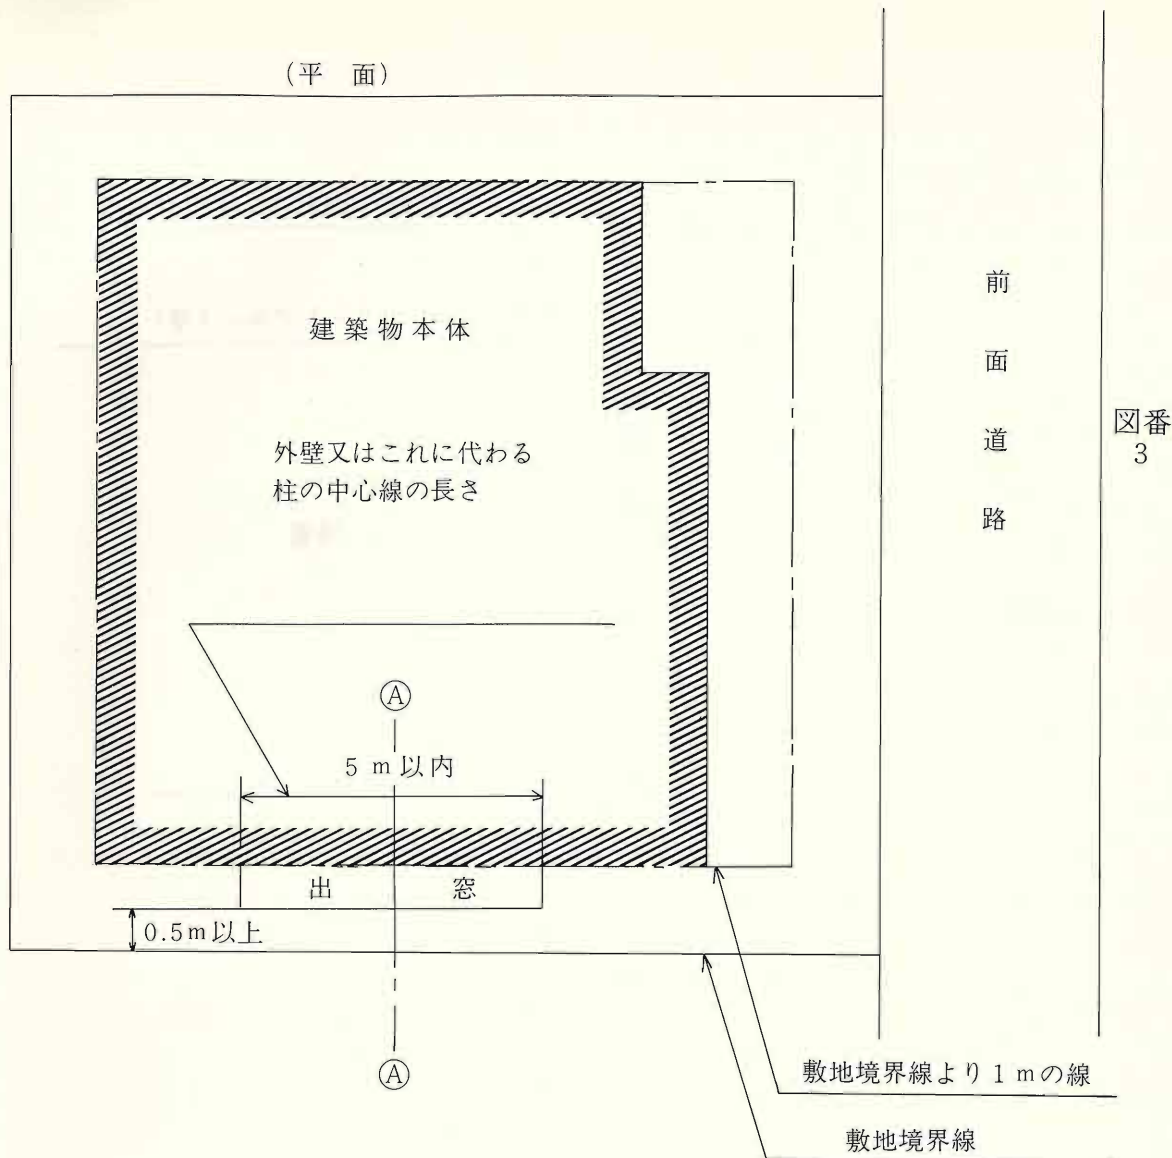 (平 面)
建築物本体
外壁又はこれに代わる
柱の中心線の長さ
前面道路
図番
3
Ⓐ
5m以内
出 窓
0.5m以上
Ⓐ
敷地境界線より1mの線
敷地境界線